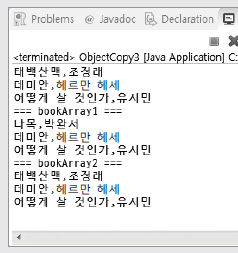 Problems @ Javadoc Declaration
<terminated> ObjectCopy3 [Java Application] C:
태백산맥,조정래
데미안,헤르만 헤세
어떻게 살 것인가,유시민
=== bookArray1 ===
나목,박완서
데미안,헤르만 헤세
어떻게 살 것인가,유시민
=== bookArray2 ===
태백산맥,조정래
데미안,헤르만 헤세
어떻게 살 것인가,유시민